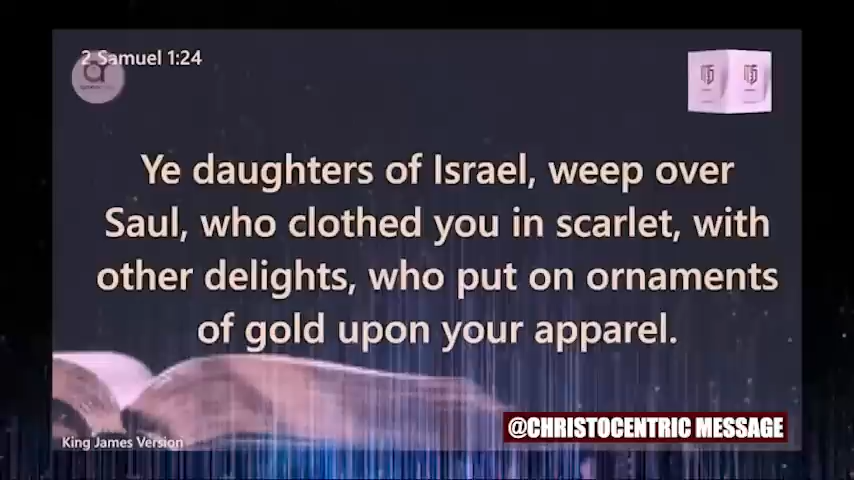 2 Samuel 1:24
Ye daughters of Israel, weep over
Saul, who clothed you in scarlet, with
other delights, who put on ornaments
of gold upon your apparel.
@CHRISTOCENTRIC MESSAGE
King James Version